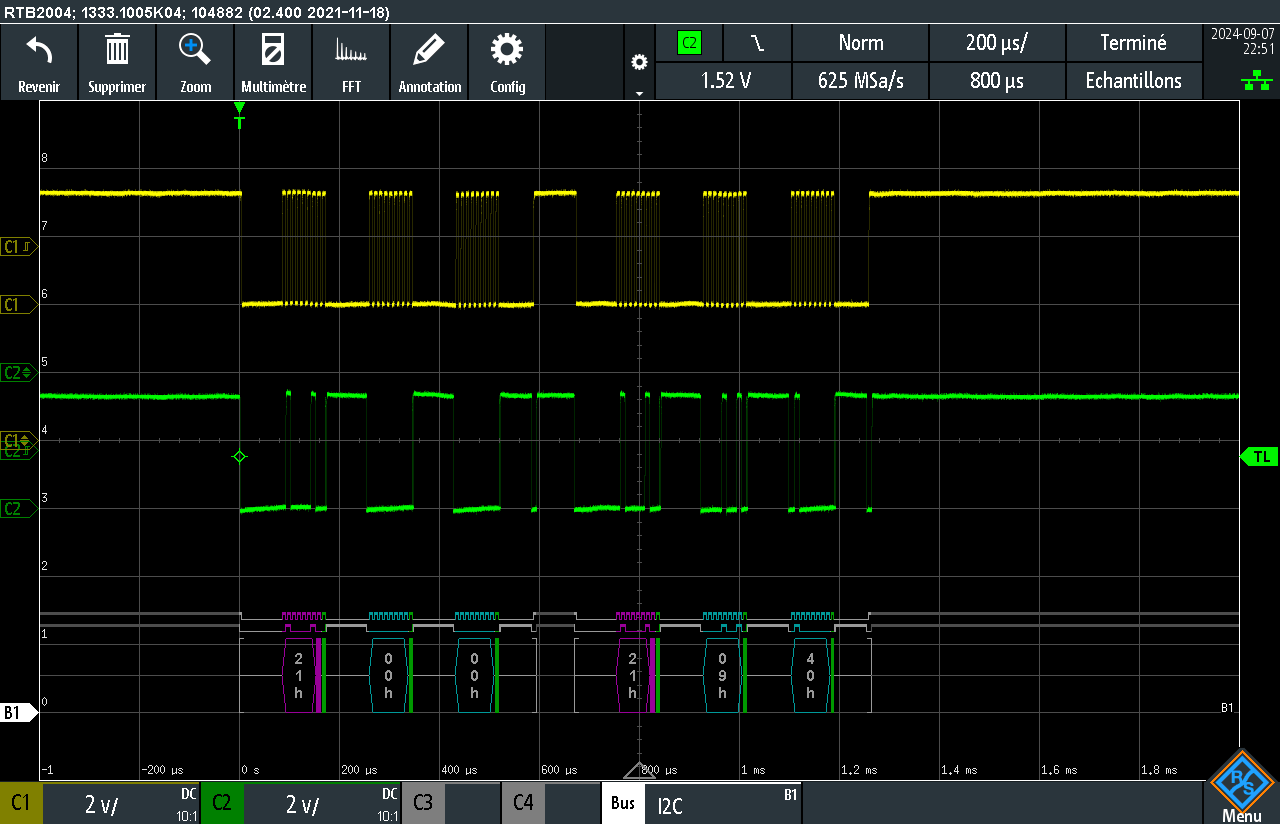 RTB2004; 1333.1005K04; 104882 (02.400 2021-11-18)
Revenir Supprimer Zoom Multimètre FFT Annotation Config
C2 Norm 200 µs/ Terminé
1.52 V 625 MSa/s 800 µs Echantillons
2024-09-07
22:51
T
8
7
C1
6
C1
5
C2
4
C1
C2
TL
3
C2
2
1
21h 00h 00h 21h 09h 40h
0
B1 B1
-1 -200 µs 0 s 200 µs 400 µs 600 µs 800 µs 1 ms 1.2 ms 1.4 ms 1.6 ms 1.8 ms
C1 2 V/ DC 10:1 C2 2 V/ DC 10:1 C3 C4 Bus I2C B1
R&S
Menu